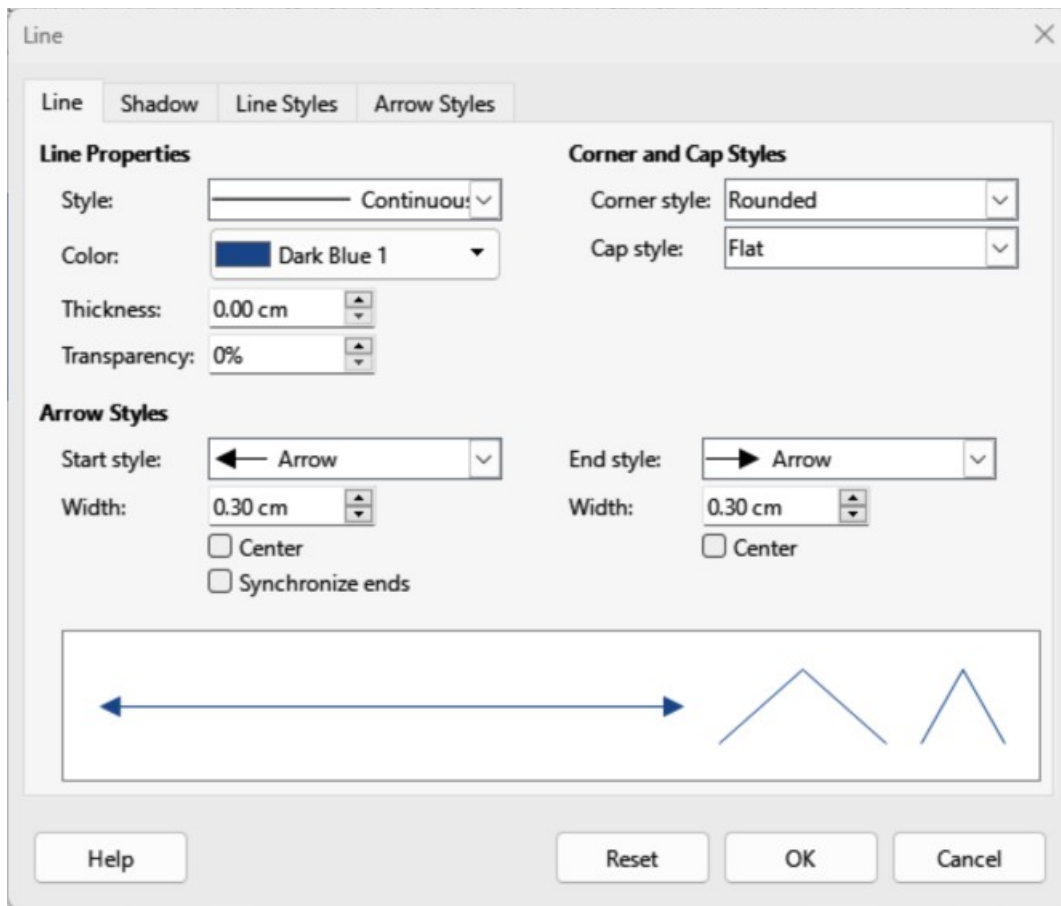 Line
Line Shadow Line Styles Arrow Styles
Line Properties
Style: Continuous
Color: Dark Blue 1
Thickness: 0.00 cm
Transparency: 0%
Corner and Cap Styles
Corner style: Rounded
Cap style: Flat
Arrow Styles
Start style: Arrow
Width: 0.30 cm
Center
Synchronize ends
End style: Arrow
Width: 0.30 cm
Center
Help Reset OK Cancel